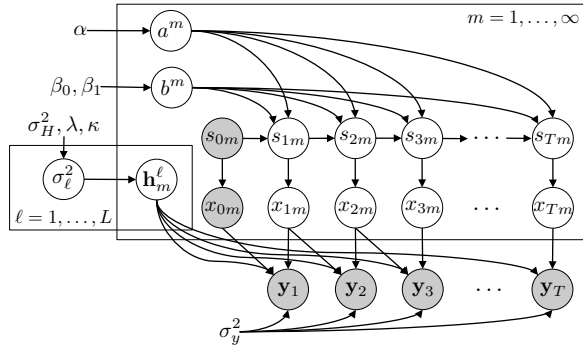 α a^m m = 1, . . . , ∞
β_0, β_1 b^m
σ_H^2, λ, κ s_{0m} s_{1m} s_{2m} s_{3m} · · · s_{Tm}
σ_ℓ^2 h_m^ℓ
ℓ = 1, . . . , L x_{0m} x_{1m} x_{2m} x_{3m} · · · x_{Tm}
y_1 y_2 y_3 · · · y_T
σ_y^2